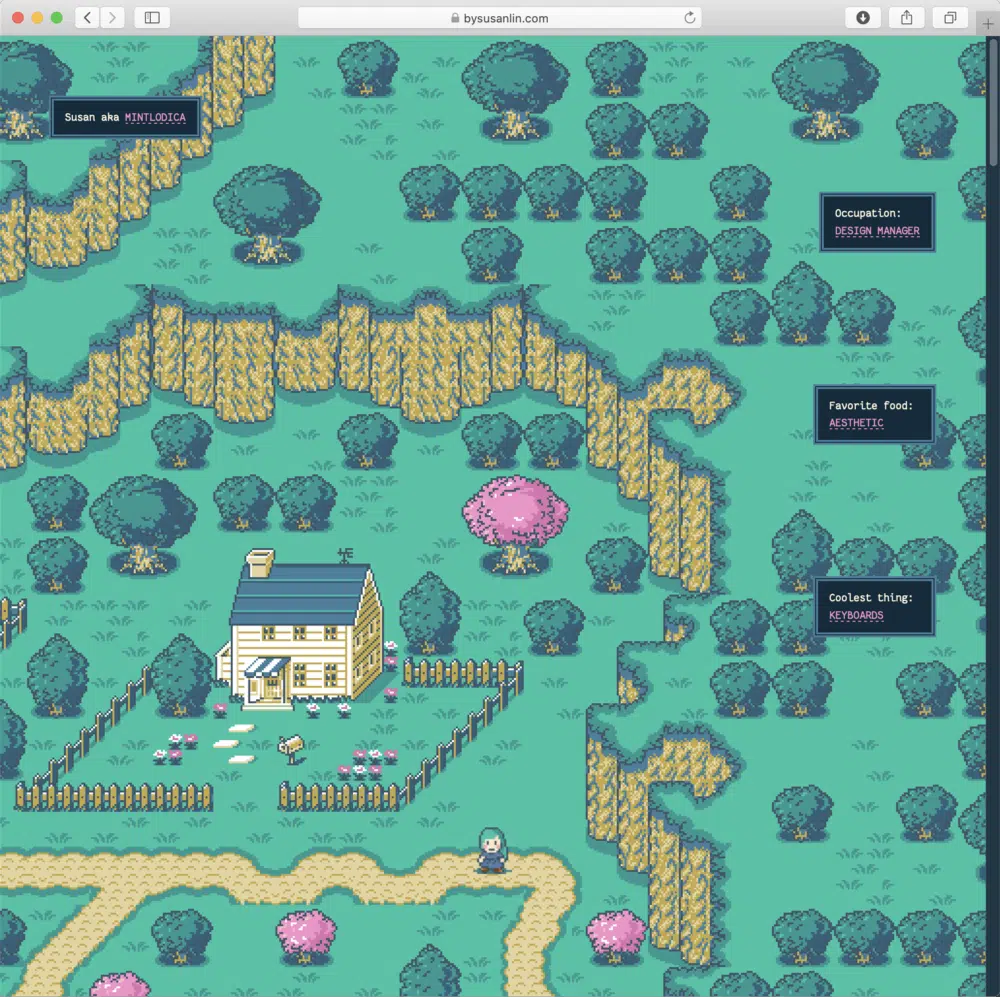 bysusanlin.com
Susan aka MINTLODICA
Occupation:
DESIGN MANAGER
Favorite food:
AESTHETIC
Coolest thing:
KEYBOARDS